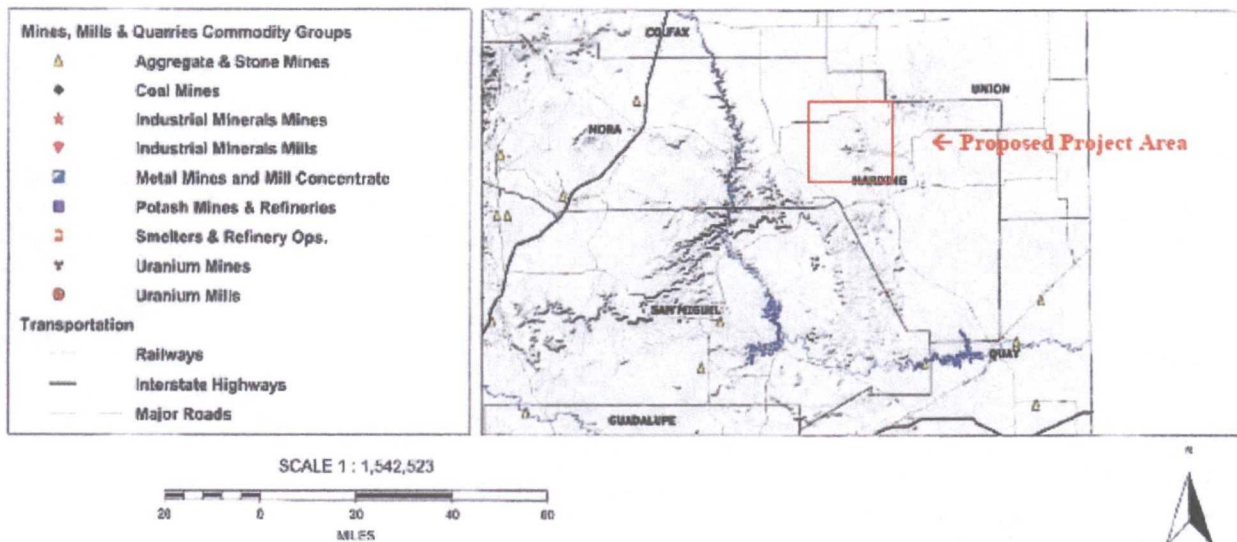 Mines, Mills & Quarries Commodity Groups
Aggregate & Stone Mines
Coal Mines
Industrial Minerals Mines
Industrial Minerals Mills
Metal Mines and Mill Concentrate
Potash Mines & Refineries
Smelters & Refinery Ops.
Uranium Mines
Uranium Mills
Transportation
Railways
Interstate Highways
Major Roads
COLFAX
UNION
MORA
← Proposed Project Area
HARDING
SAN MIGUEL
QUAY
GUADALUPE
SCALE 1 : 1,542,523
20 0 20 40 60
MILES
N